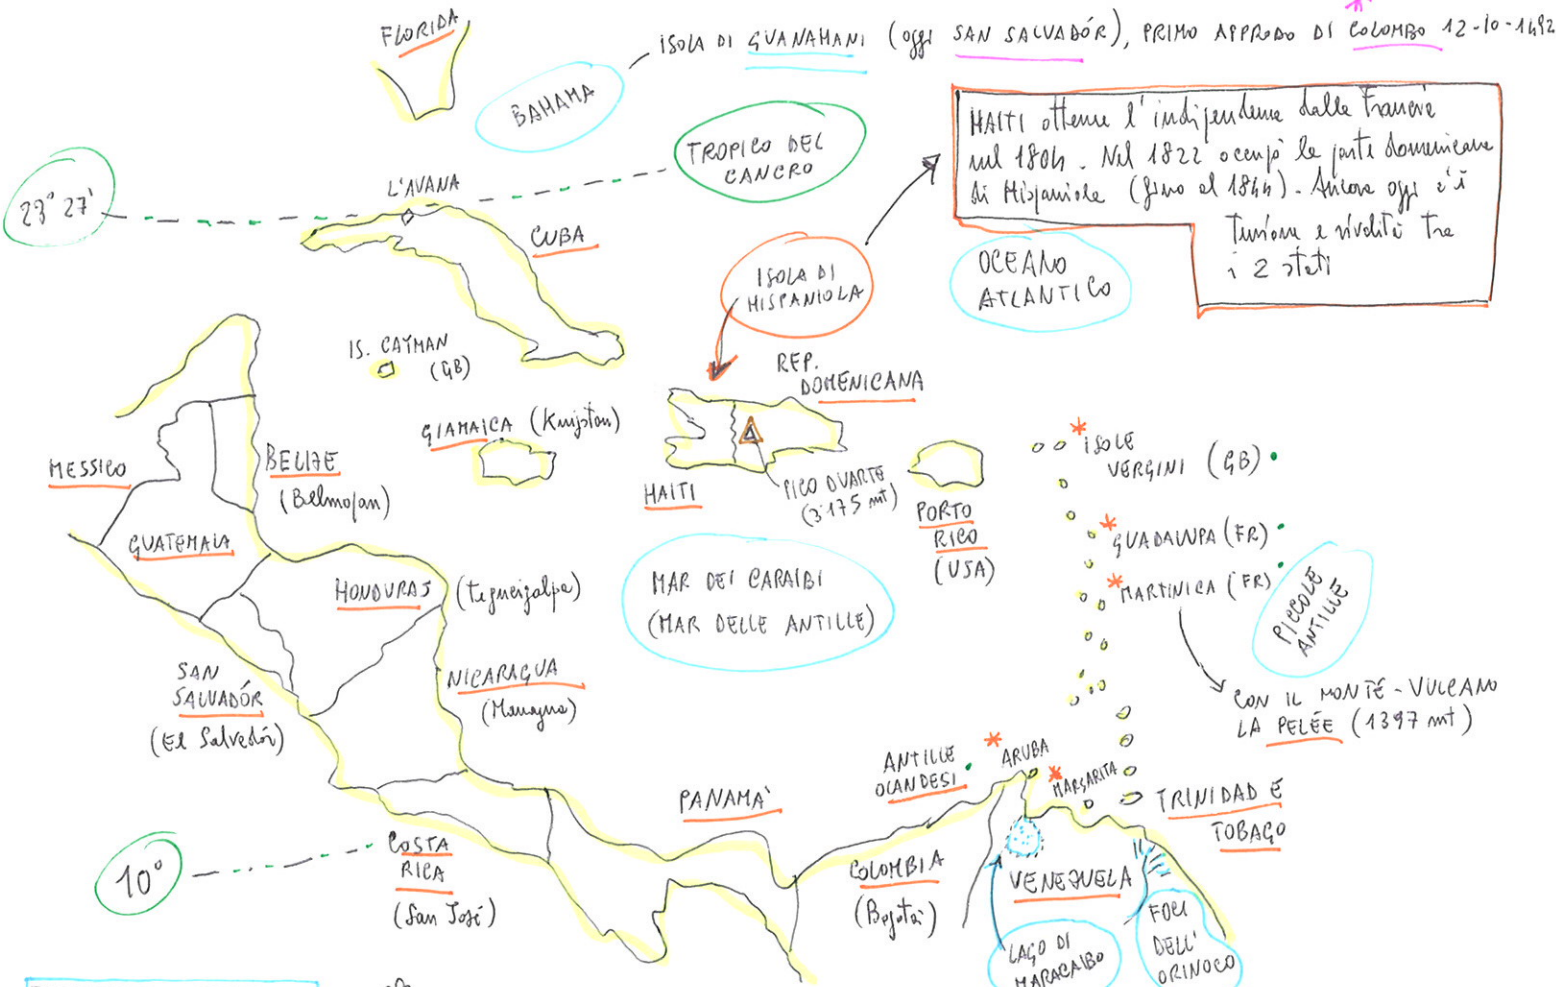 FLORIDA
ISOLA DI GUANAHANI (oggi SAN SALVADÓR), PRIMO APPRODO DI COLOMBO 12-10-1492
BAHAMA
TROPICO DEL
CANCRO
HAITI ottenne l'indipendenza dalla Francia
nel 1804. Nel 1822 occupò la parte domenicana
di Hispaniola (fino al 1844). Ancora oggi c'è
tensione e rivalità tra
i 2 stati
23° 27'
L'AVANA
CUBA
ISOLA DI
HISPANIOLA
OCEANO
ATLANTICO
IS. CAYMAN
(GB)
REP.
DOMENICANA
GIAMAICA (Kingston)
ISOLE
VERGINI (GB)
MESSICO
BELIZE
(Belmopan)
HAITI
PICO DUARTE
(3175 mt)
PORTO
RICO
(USA)
GUADALUPA (FR)
GUATEMALA
MAR DEI CARAIBI
(MAR DELLE ANTILLE)
HONDURAS (Tegucigalpa)
MARTINICA (FR)
PICCOLE
ANTILLE
SAN
SALVADÓR
(El Salvadór)
NICARAGUA
(Managua)
CON IL MONTE-VULCANO
LA PELÉE (1397 mt)
ANTILLE
OLANDESI
ARUBA
MARGARITA
PANAMA'
TRINIDAD E
TOBAGO
10°
COSTA
RICA
(San José)
COLOMBIA
(Bogotà)
VENEZUELA
LAGO DI
MARACAIBO
FOCI
DELL'
ORINOCO